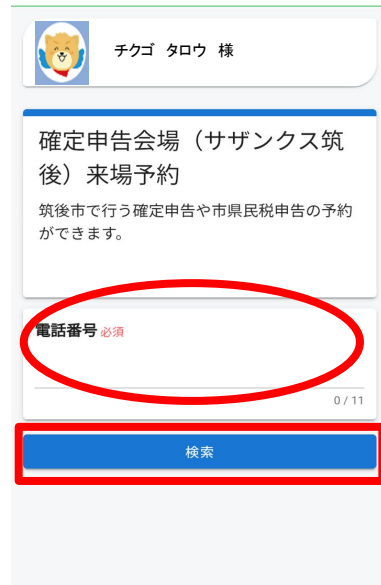 チクゴ タロウ 様
確定申告会場（サザンクス筑
後）来場予約
筑後市で行う確定申告や市県民税申告の予約
ができます。
電話番号 必須
0 / 11
検索